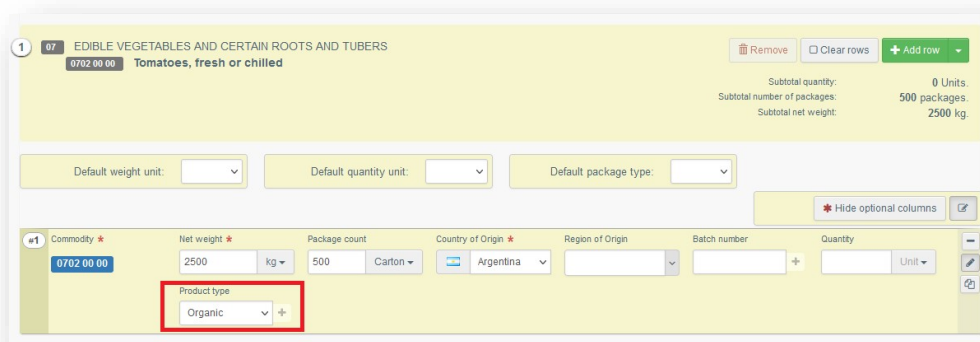 1 07 EDIBLE VEGETABLES AND CERTAIN ROOTS AND TUBERS
0702 00 00 Tomatoes, fresh or chilled
Remove Clear rows Add row
Subtotal quantity: 0 Units.
Subtotal number of packages: 500 packages.
Subtotal net weight: 2500 kg.
Default weight unit: Default quantity unit: Default package type:
* Hide optional columns
#1 Commodity * Net weight * Package count Country of Origin * Region of Origin Batch number Quantity
0702 00 00 2500 kg 500 Carton Argentina Unit
Product type
Organic